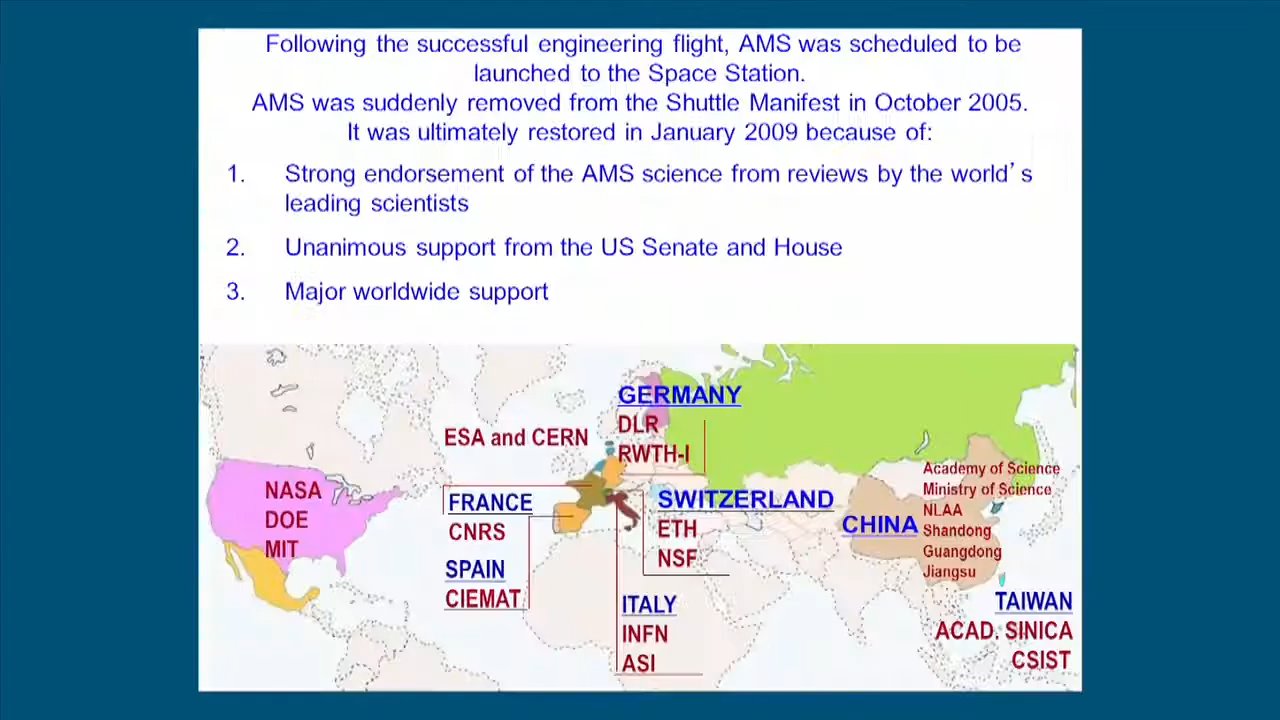 Following the successful engineering flight, AMS was scheduled to be
launched to the Space Station.
AMS was suddenly removed from the Shuttle Manifest in October 2005.
It was ultimately restored in January 2009 because of:
1. Strong endorsement of the AMS science from reviews by the world's
leading scientists
2. Unanimous support from the US Senate and House
3. Major worldwide support
NASA
DOE
MIT
ESA and CERN
FRANCE
CNRS
SPAIN
CIEMAT
GERMANY
DLR
RWTH-I
SWITZERLAND
ETH
NSF
ITALY
INFN
ASI
CHINA
Academy of Science
Ministry of Science
NLAA
Shandong
Guangdong
Jiangsu
TAIWAN
ACAD. SINICA
CSIST